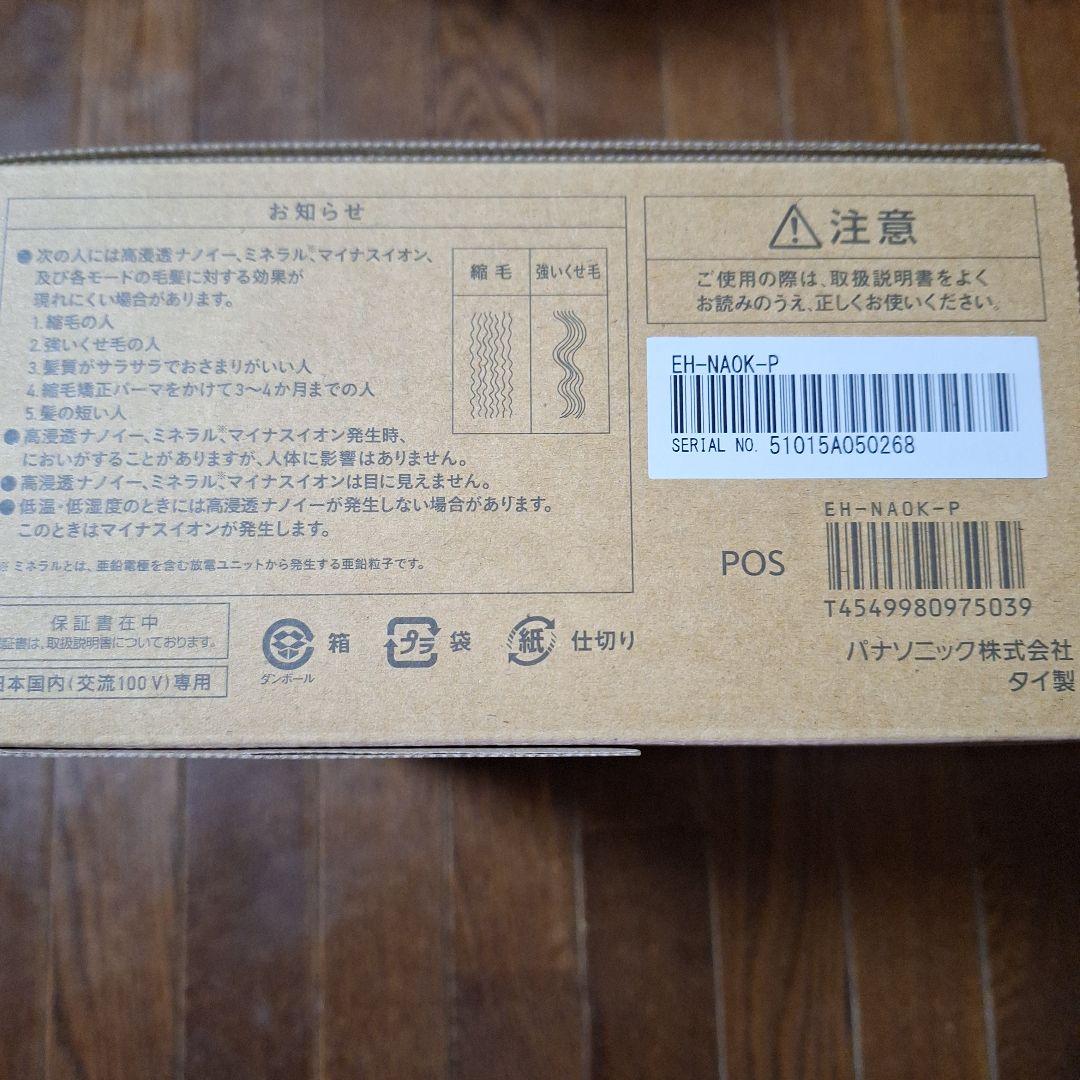 お知らせ
●次の人には高浸透ナノイー、ミネラル※、マイナスイオン、
及び各モードの毛髪に対する効果が
現れにくい場合があります。
1.縮毛の人
2.強いくせ毛の人
3.髪質がサラサラでおさまりがいい人
4.縮毛矯正パーマをかけて3〜4か月までの人
5.髪の短い人
縮毛
強いくせ毛
●高浸透ナノイー、ミネラル※、マイナスイオン発生時、
においがすることがありますが、人体に影響はありません。
●高浸透ナノイー、ミネラル※、マイナスイオンは目に見えません。
●低温・低湿度のときには高浸透ナノイーが発生しない場合があります。
このときはマイナスイオンが発生します。
※ミネラルとは、亜鉛電極を含む放電ユニットから発生する亜鉛粒子です。
保証書在中
証書は、取扱説明書についております。
日本国内(交流100V)専用
ダンボール
箱
プラ
袋
紙
仕切り
⚠注意
ご使用の際は、取扱説明書をよく
お読みのうえ、正しくお使いください。
EH-NA0K-P
SERIAL NO. 51015A050268
EH-NA0K-P
POS
T4549980975039
パナソニック株式会社
タイ製